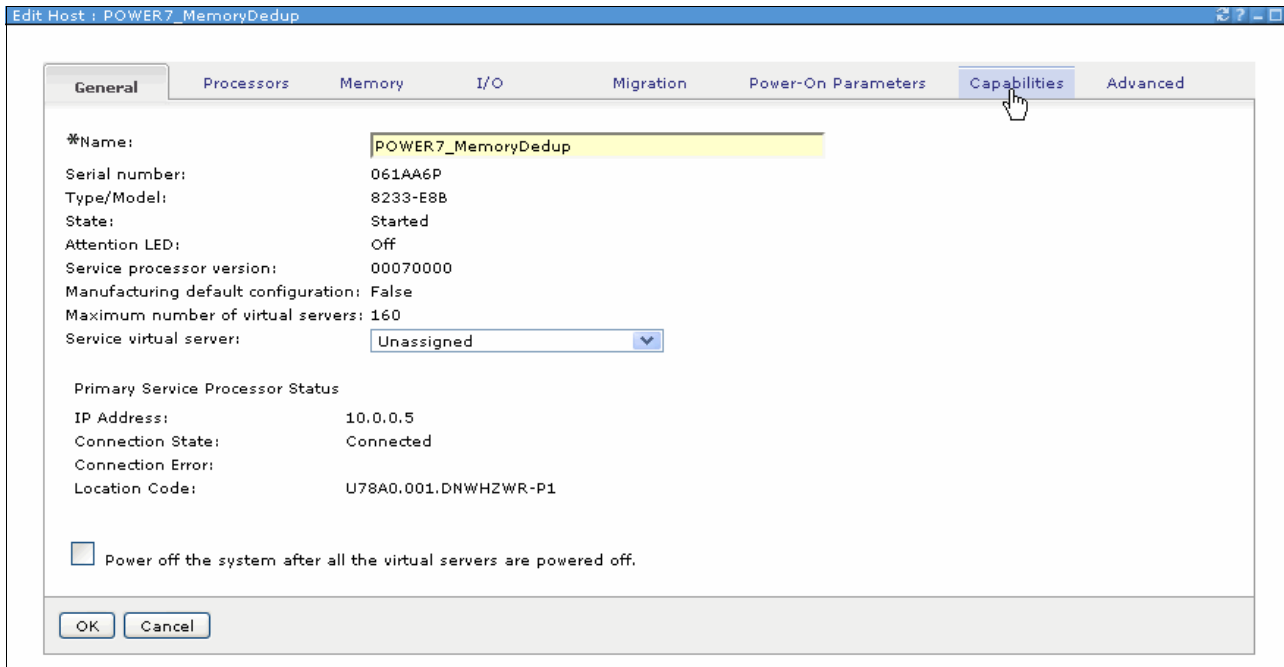 Edit Host : POWER7_MemoryDedup ?
General Processors Memory I/O Migration Power-On Parameters Capabilities Advanced
*Name: POWER7_MemoryDedup
Serial number: 061AA6P
Type/Model: 8233-E8B
State: Started
Attention LED: Off
Service processor version: 00070000
Manufacturing default configuration: False
Maximum number of virtual servers: 160
Service virtual server: Unassigned
Primary Service Processor Status
IP Address: 10.0.0.5
Connection State: Connected
Connection Error:
Location Code: U78A0.001.DNWHZWR-P1
Power off the system after all the virtual servers are powered off.
OK Cancel